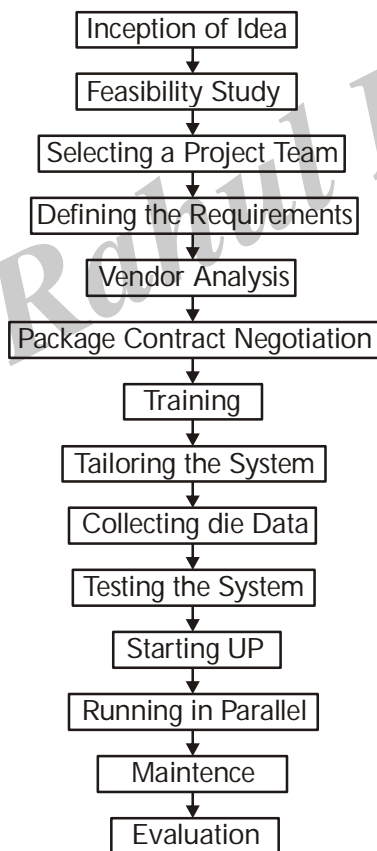 Inception of Idea
Feasibility Study
Selecting a Project Team
Defining the Requirements
Vendor Analysis
Package Contract Negotiation
Training
Tailoring the System
Collecting die Data
Testing the System
Starting UP
Running in Parallel
Maintence
Evaluation
Rahul